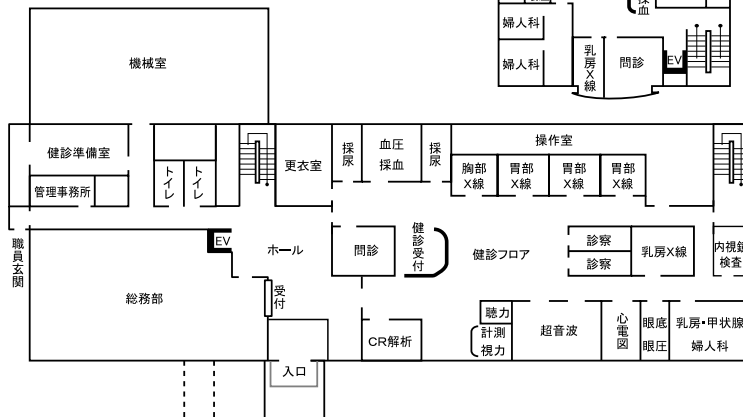 採
血
婦人科
婦人科
乳房X線
問診
EV
機械室
健診準備室
管理事務所
トイレ
トイレ
更衣室
採尿
血圧
採血
採尿
操作室
胸部
X線
胃部
X線
胃部
X線
胃部
X線
職員玄関
EV
ホール
問診
健診受付
健診フロア
診察
診察
乳房X線
内視鏡
検査
総務部
受付
CR解析
聴力
計測
視力
超音波
心電図
眼底
眼圧
乳房・甲状腺
婦人科
入口